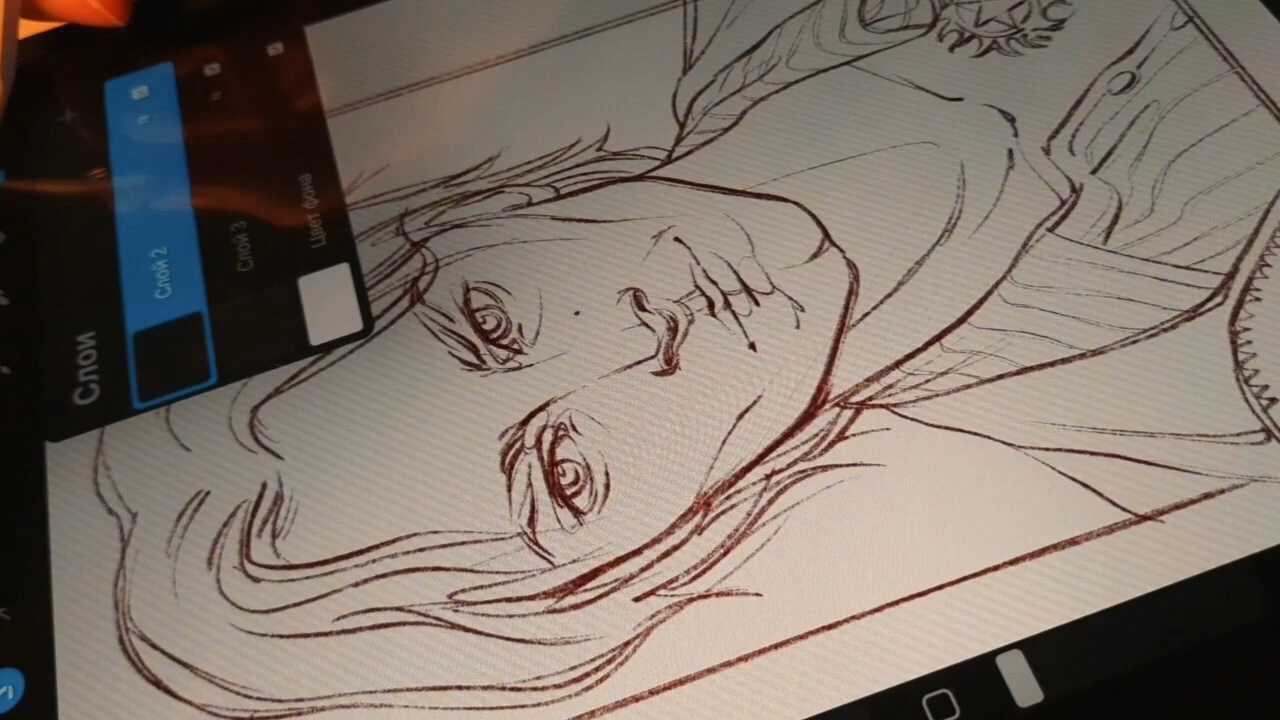 Слои
Слой 2
N
Слой 3
N
Цвет фона